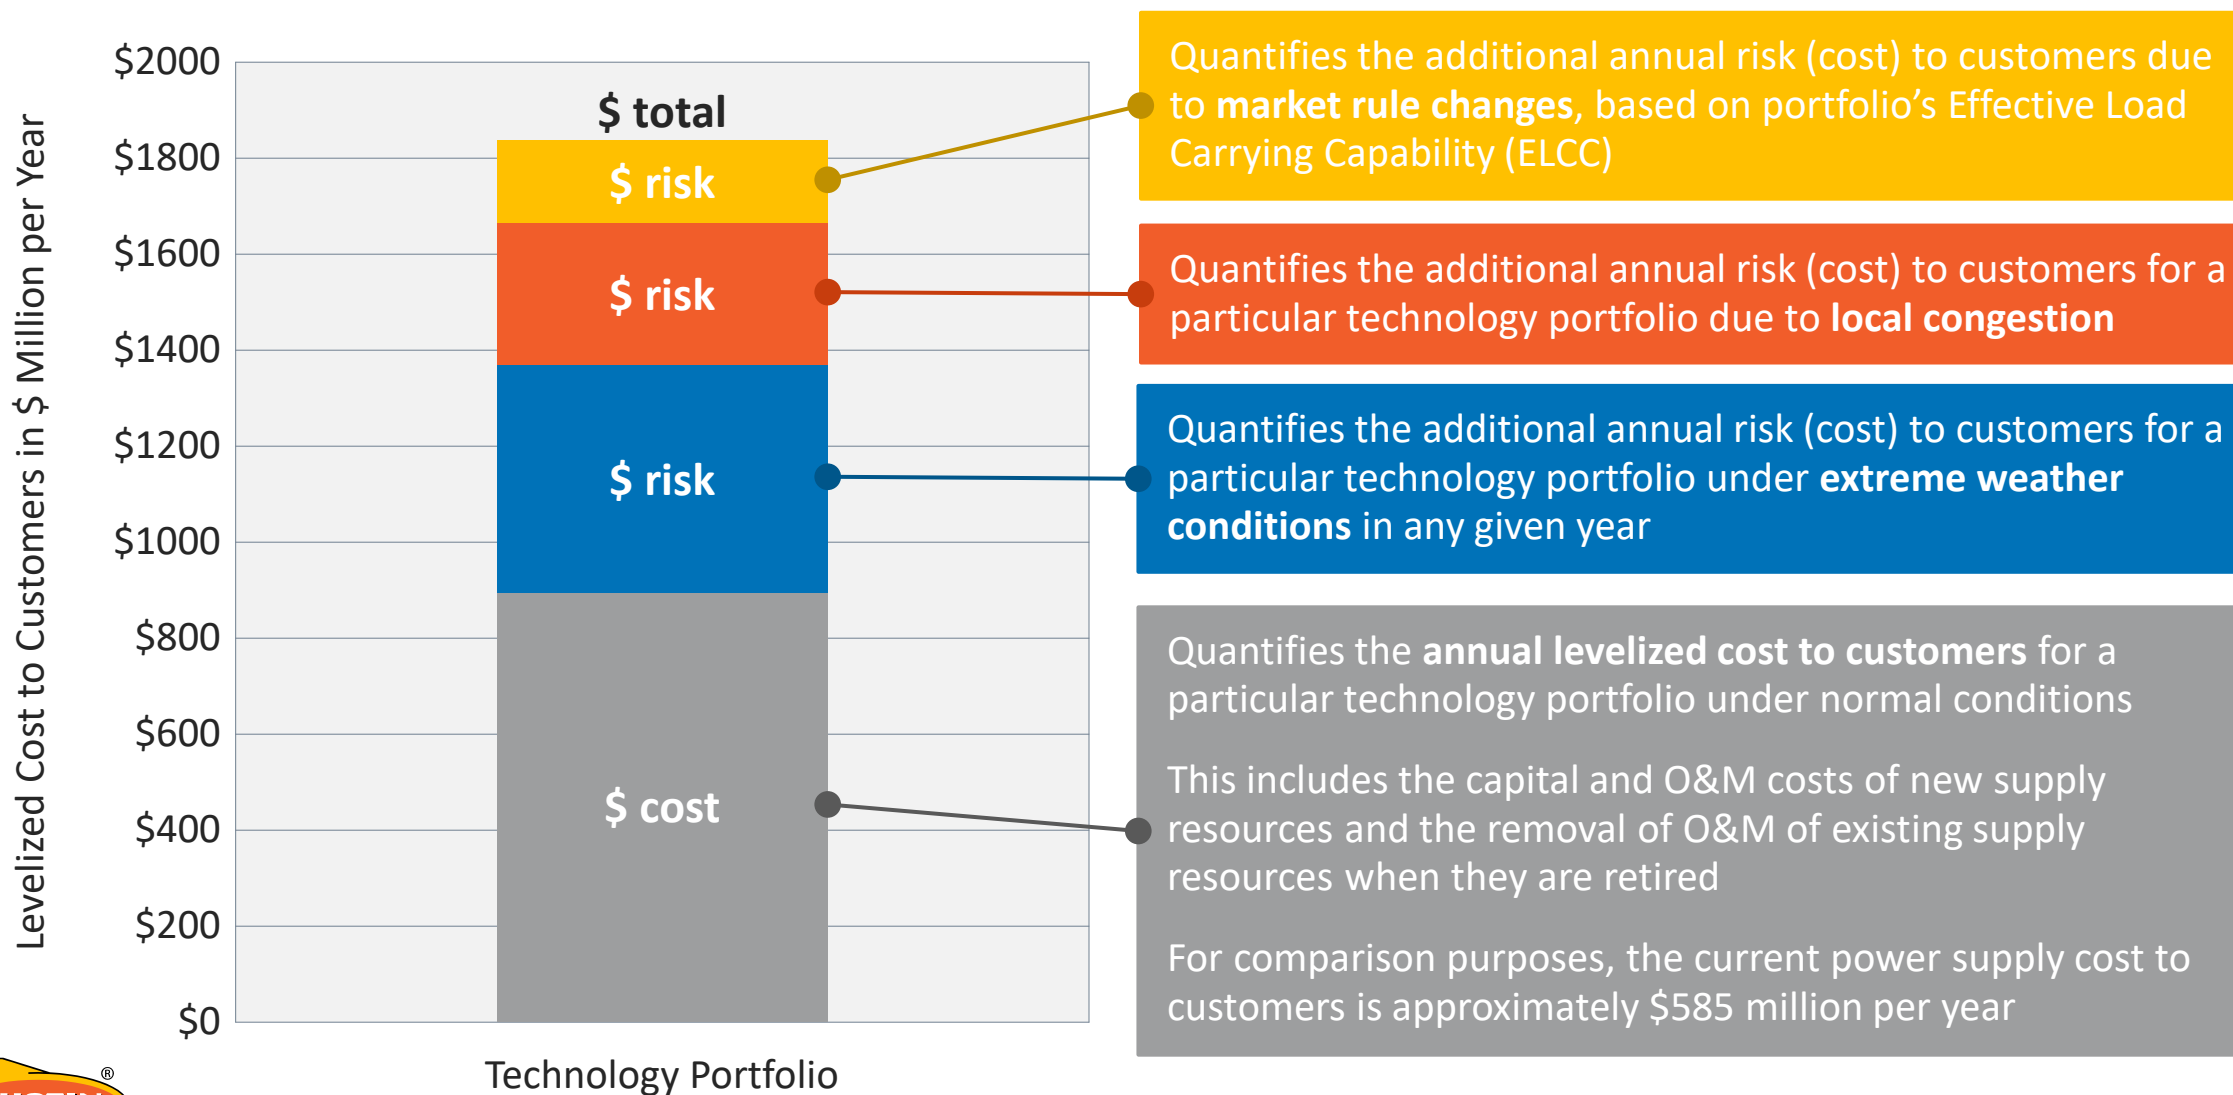 Levelized Cost to Customers in $ Million per Year
$2000
$1800
$1600
$1400
$1200
$1000
$800
$600
$400
$200
$0
$ total
$ risk
$ risk
$ risk
$ cost
Technology Portfolio
Quantifies the additional annual risk (cost) to customers due
to market rule changes, based on portfolio’s Effective Load
Carrying Capability (ELCC)
Quantifies the additional annual risk (cost) to customers for a
particular technology portfolio due to local congestion
Quantifies the additional annual risk (cost) to customers for a
particular technology portfolio under extreme weather
conditions in any given year
Quantifies the annual levelized cost to customers for a
particular technology portfolio under normal conditions
This includes the capital and O&M costs of new supply
resources and the removal of O&M of existing supply
resources when they are retired
For comparison purposes, the current power supply cost to
customers is approximately $585 million per year
®